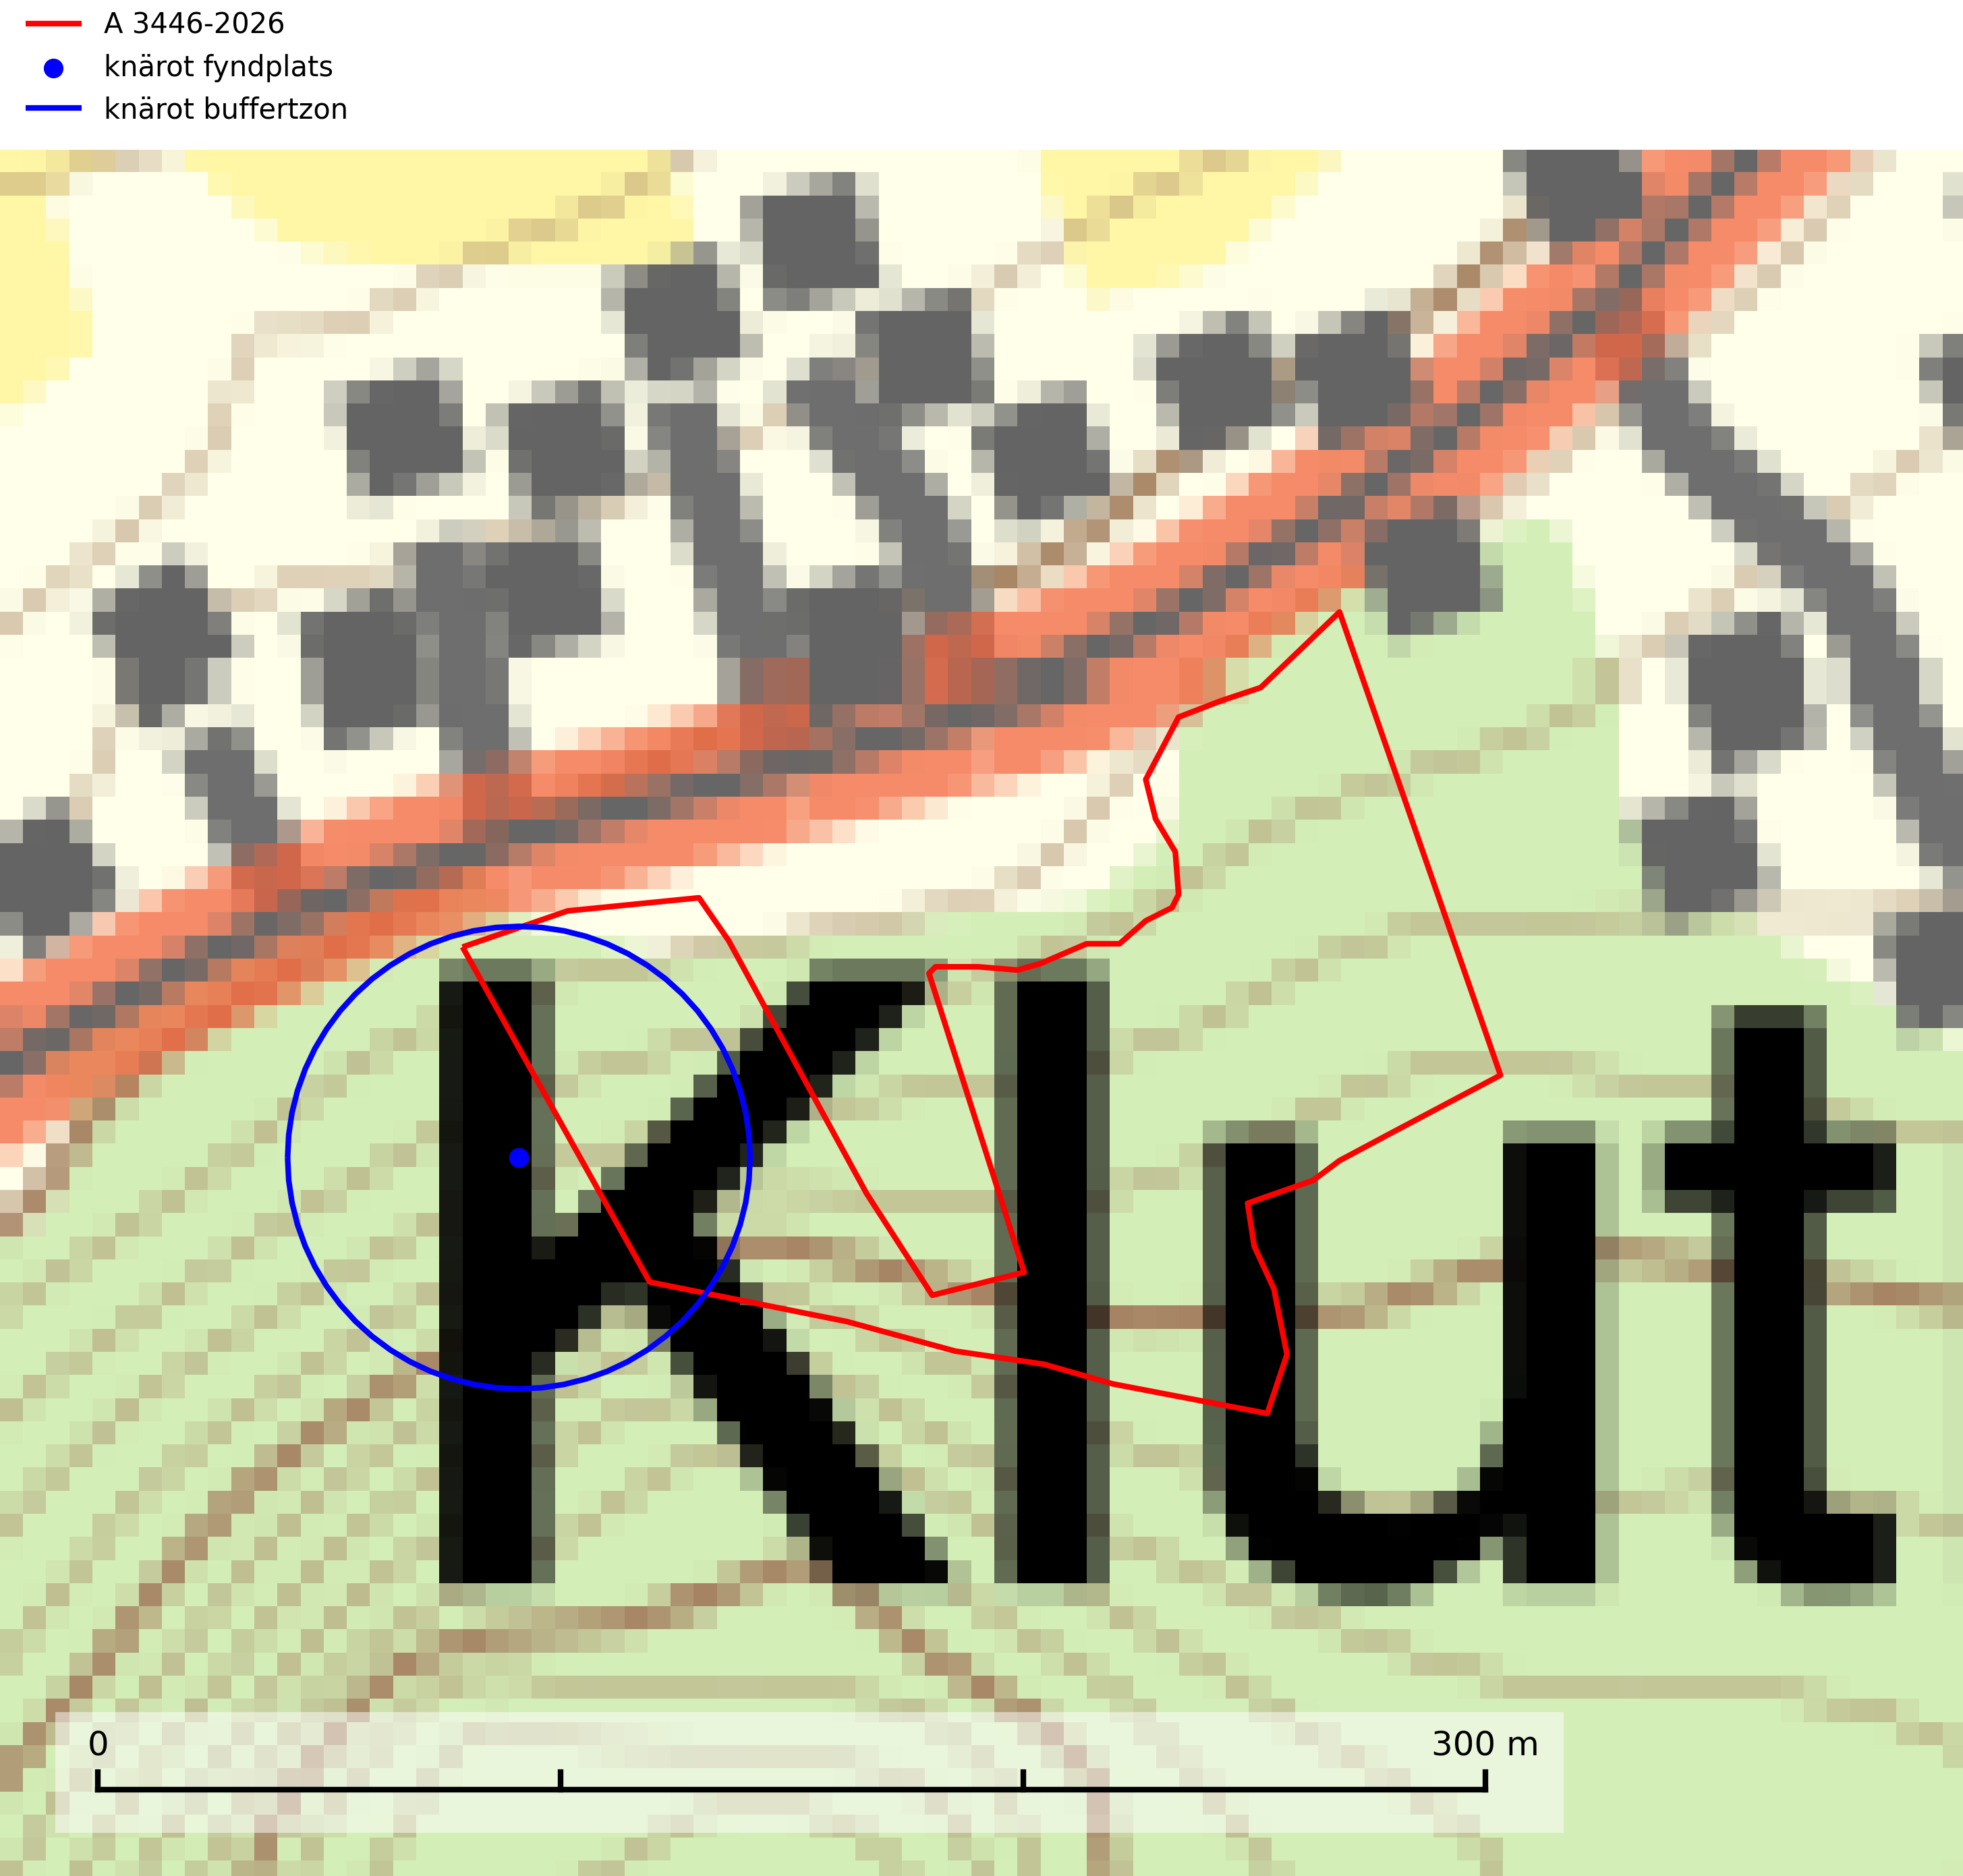 A 3446-2026
knärot fyndplats
knärot buffertzon
Klut
0 300 m